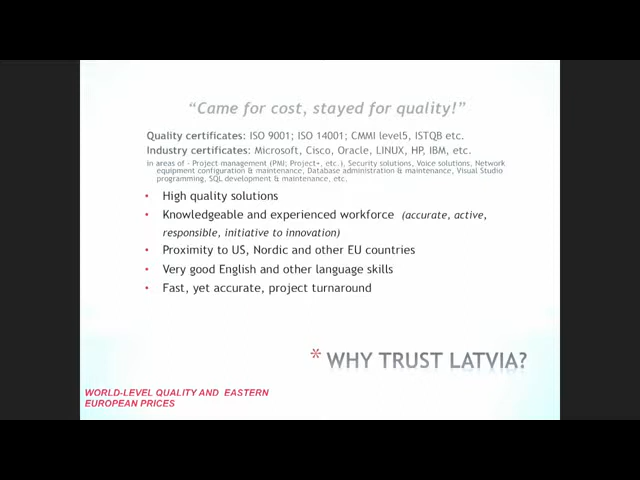 “Came for cost, stayed for quality!”
Quality certificates: ISO 9001; ISO 14001; CMMI level5, ISTQB etc.
Industry certificates: Microsoft, Cisco, Oracle, LINUX, HP, IBM, etc.
In areas of - Project management (PMI; Project+, etc.), Security solutions, Voice solutions, Network
equipment configuration & maintenance, Database administration & maintenance, Visual Studio
programming, SQL development & maintenance, etc.
• High quality solutions
• Knowledgeable and experienced workforce (accurate, active,
responsible, initiative to innovation)
• Proximity to US, Nordic and other EU countries
• Very good English and other language skills
• Fast, yet accurate, project turnaround
* WHY TRUST LATVIA?
WORLD-LEVEL QUALITY AND EASTERN
EUROPEAN PRICES